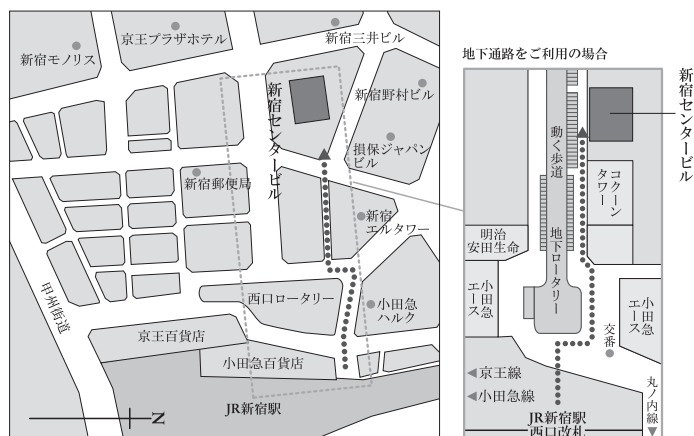 京王プラザホテル
新宿三井ビル
新宿モノリス
新宿センタービル
新宿野村ビル
損保ジャパン
ビル
新宿郵便局
新宿
エルタワー
甲州街道
西口ロータリー
小田急
ハルク
京王百貨店
小田急百貨店
JR新宿駅
N
地下通路をご利用の場合
新宿センタービル
動く歩道
コクーン
タワー
明治
安田生命
地下ロータリー
小田急
エース
小田急
エース
交番
京王線
小田急線
丸ノ内線
JR新宿駅
西口改札